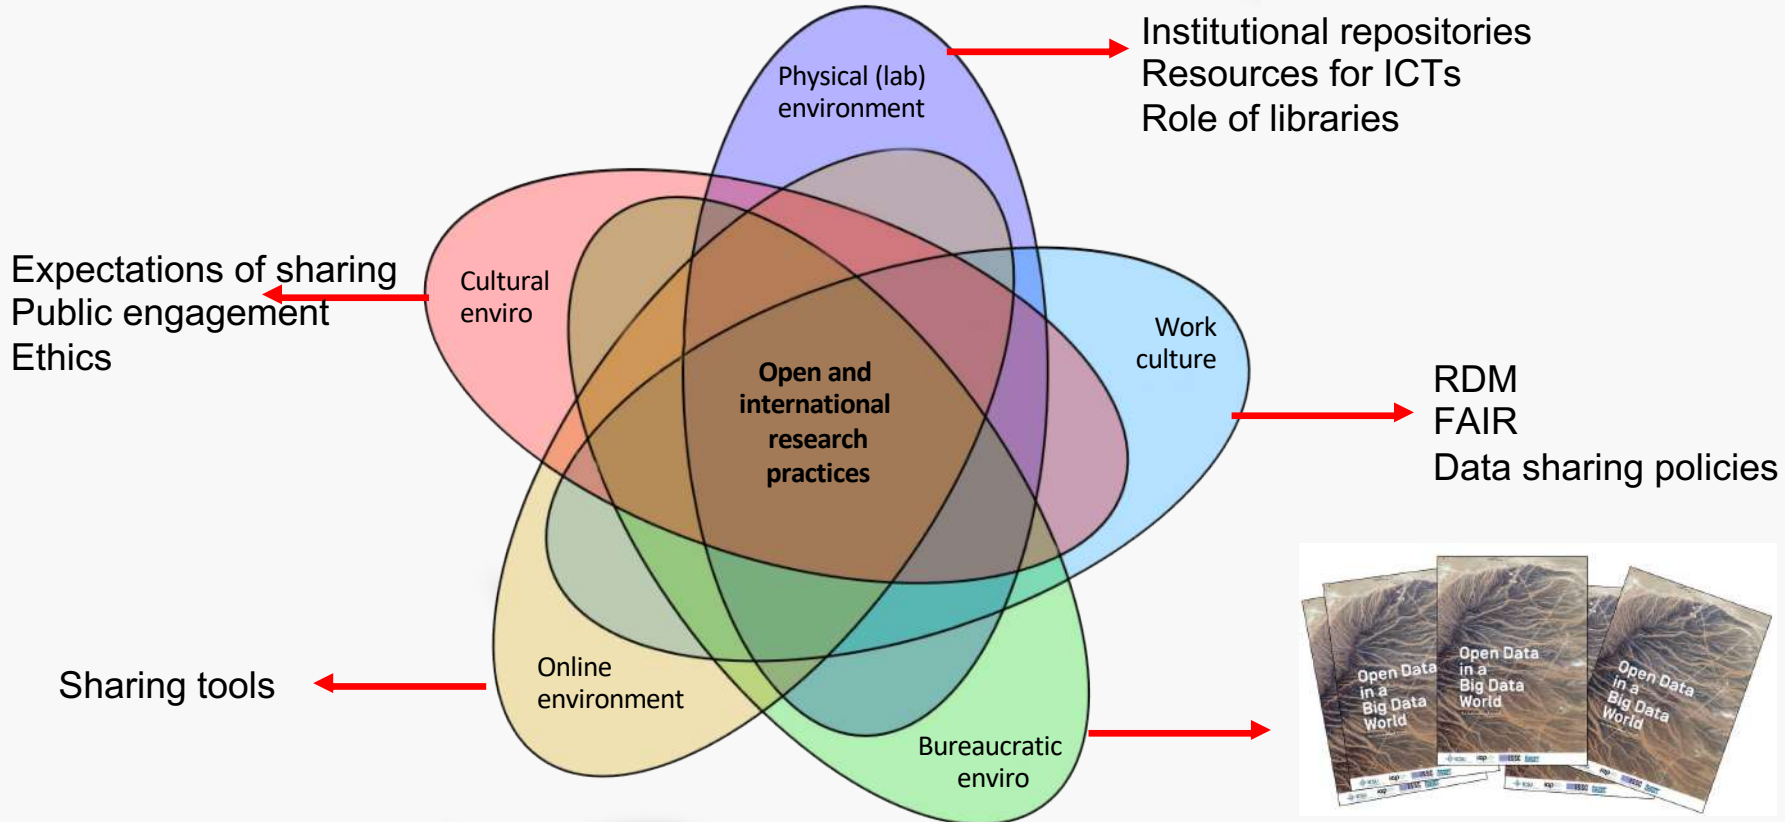 Institutional repositories
Resources for ICTs
Role of libraries
Physical (lab)
environment
Expectations of sharing
Public engagement
Ethics
Cultural
enviro
Work
culture
Open and
international
research
practices
RDM
FAIR
Data sharing policies
Sharing tools
Online
environment
Bureaucratic
enviro
Open Data
in a
Big Data
World
Open Data
in a
Big Data
World
Open Data
in a
Big Data
World